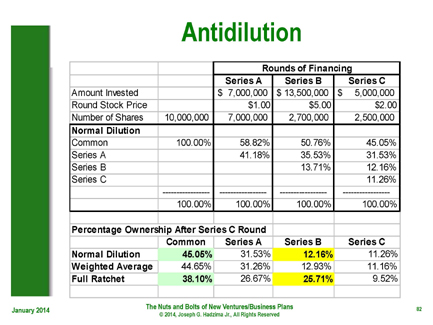 Antidilution
Rounds of Financing
Series A Series B Series C
Amount Invested $ 7,000,000 $ 13,500,000 $ 5,000,000
Round Stock Price $1.00 $5.00 $2.00
Number of Shares 10,000,000 7,000,000 2,700,000 2,500,000
Normal Dilution
Common 100.00% 58.82% 50.76% 45.05%
Series A 41.18% 35.53% 31.53%
Series B 13.71% 12.16%
Series C 11.26%
----------------- ----------------- ----------------- -----------------
100.00% 100.00% 100.00% 100.00%
Percentage Ownership After Series C Round
Common Series A Series B Series C
Normal Dilution 45.05% 31.53% 12.16% 11.26%
Weighted Average 44.65% 31.26% 12.93% 11.16%
Full Ratchet 38.10% 26.67% 25.71% 9.52%
January 2014 The Nuts and Bolts of New Ventures/Business Plans 82
© 2014, Joseph G. Hadzima Jr., All Rights Reserved